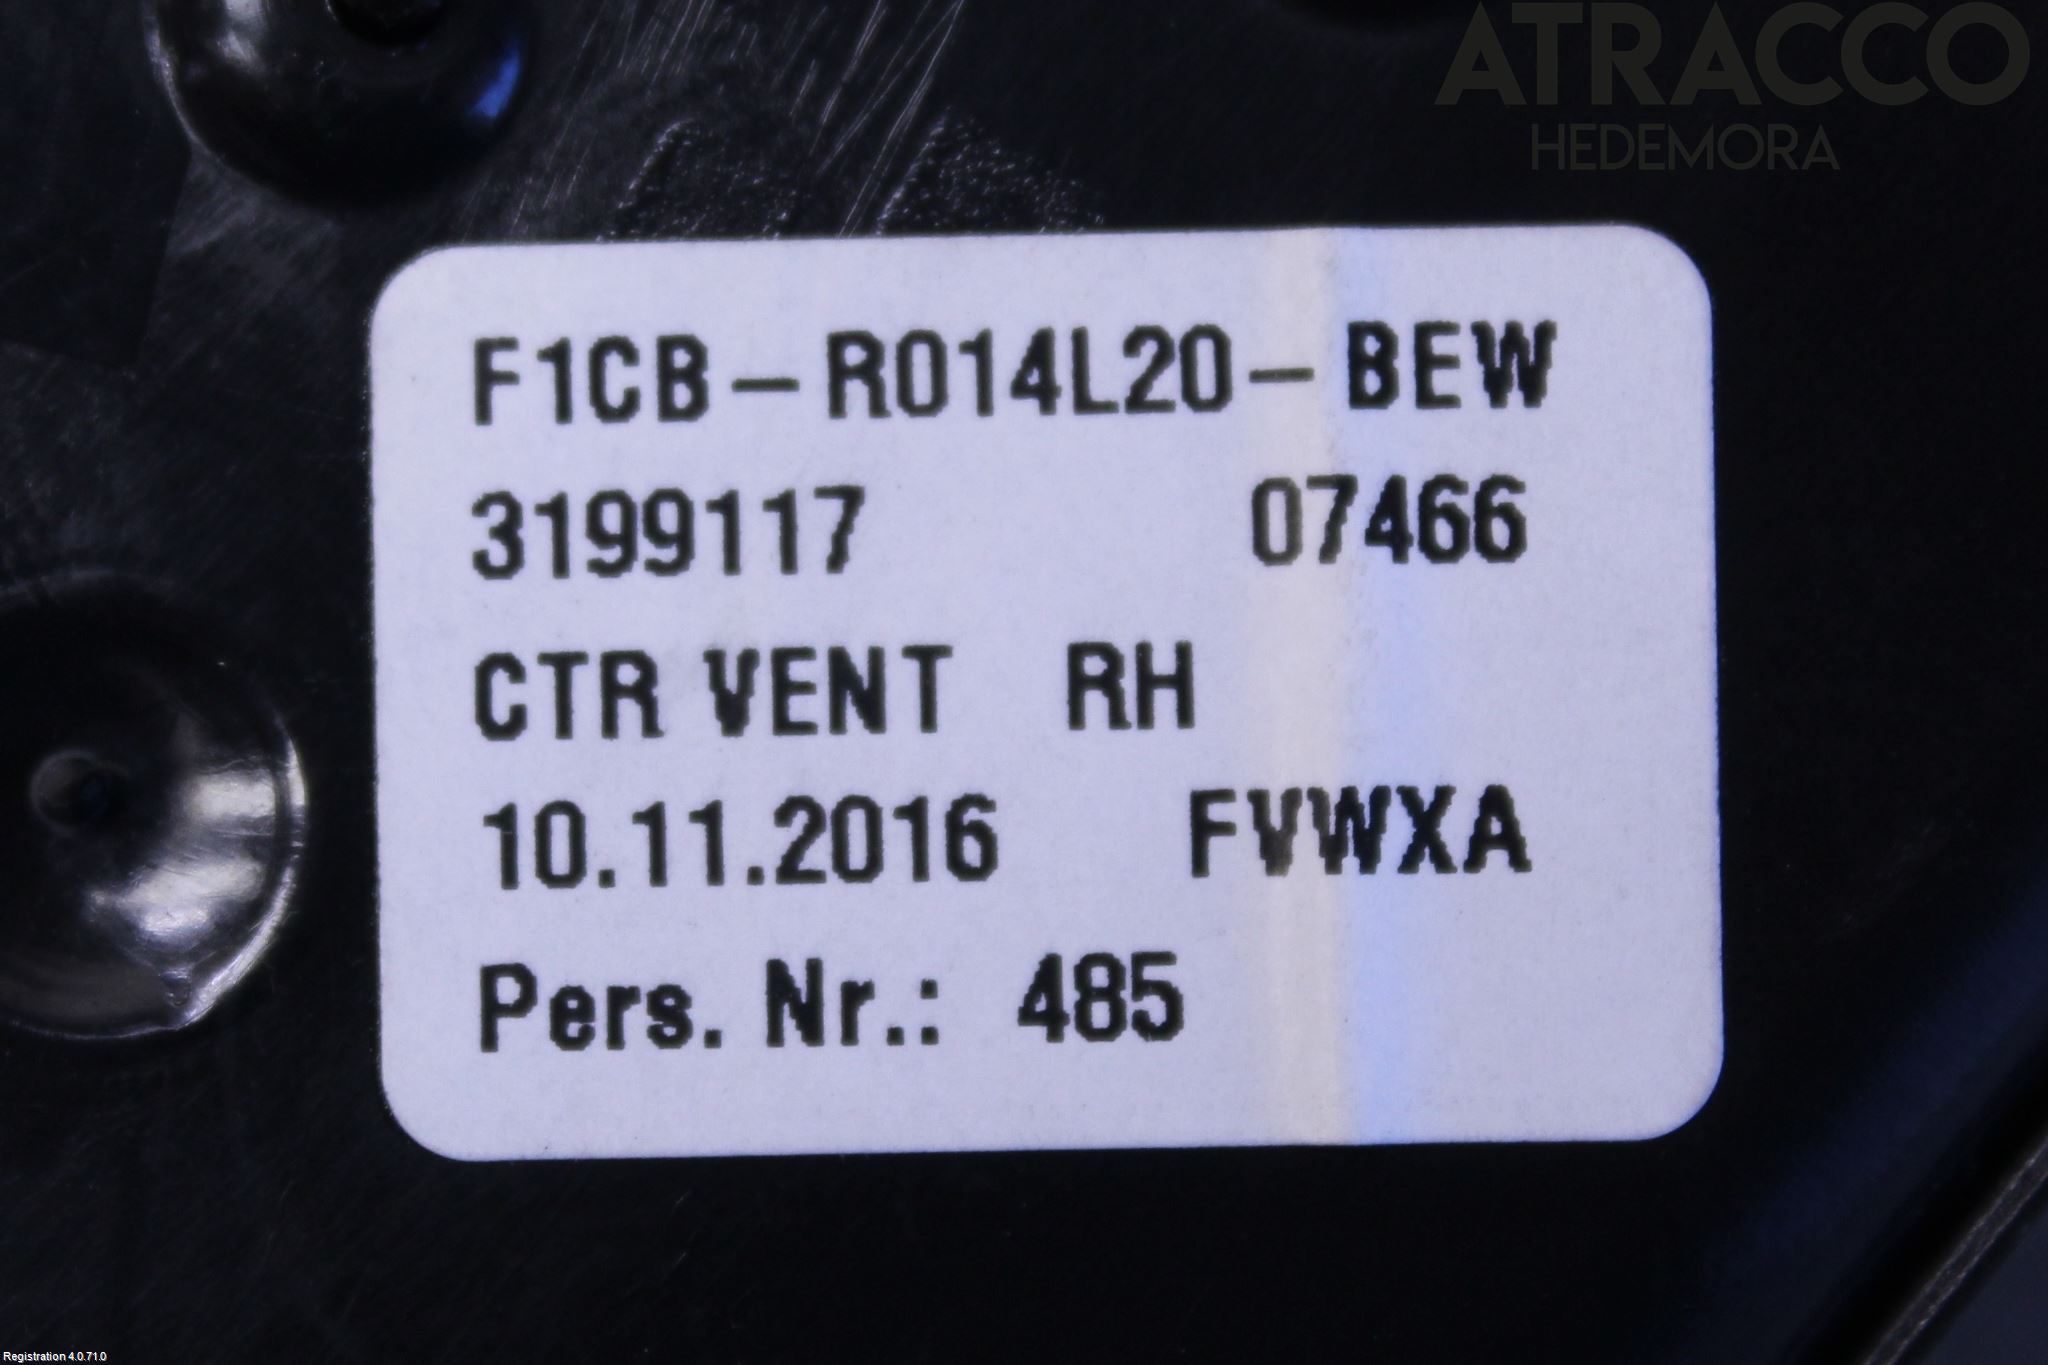 ATRACCO
HEDEMORA
F1CB-R014L20-BEW
3199117 07466
CTR VENT RH
10.11.2016 FVWXA
Pers. Nr.: 485
Registration 4.0.71.0